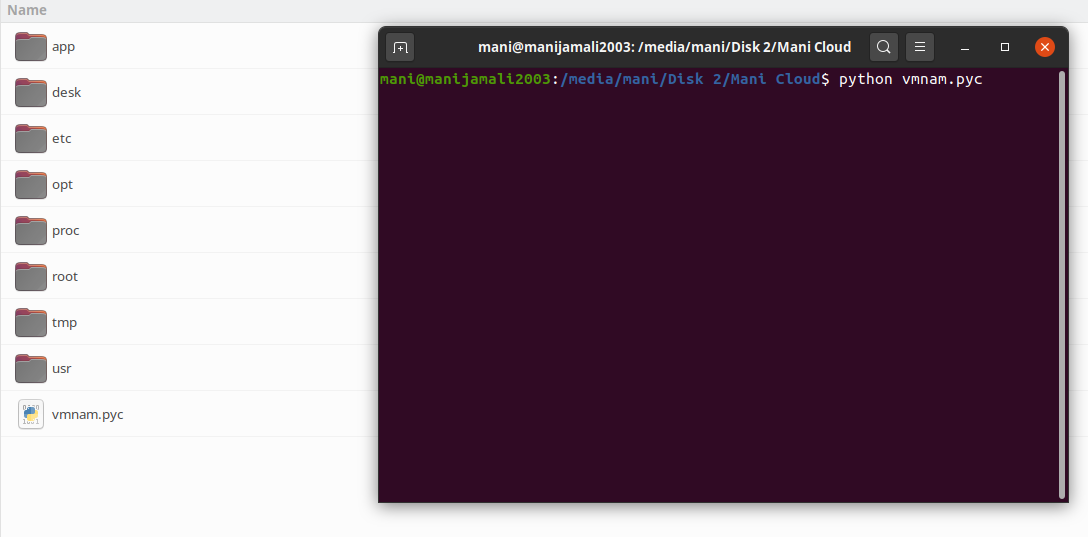 Name
app
desk
etc
opt
proc
root
tmp
usr
vmnam.pyc
mani@manijamali2003: /media/mani/Disk 2/Mani Cloud
mani@manijamali2003:/media/mani/Disk 2/Mani Cloud$ python vmnam.pyc